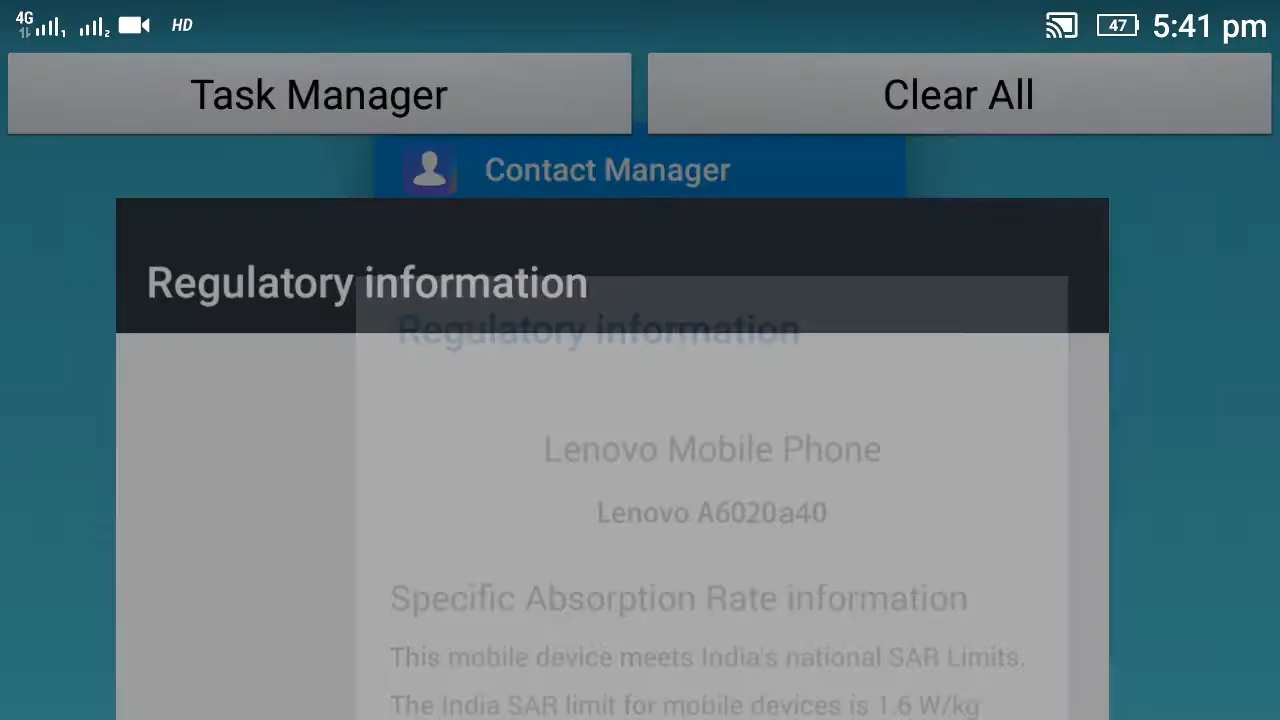 4G 1 2 HD 47 5:41 pm
Task Manager Clear All
Contact Manager
Regulatory information
Regulatory information
Lenovo Mobile Phone
Lenovo A6020a40
Specific Absorption Rate information
This mobile device meets India's national SAR Limits.
The India SAR limit for mobile devices is 1.6 W/kg